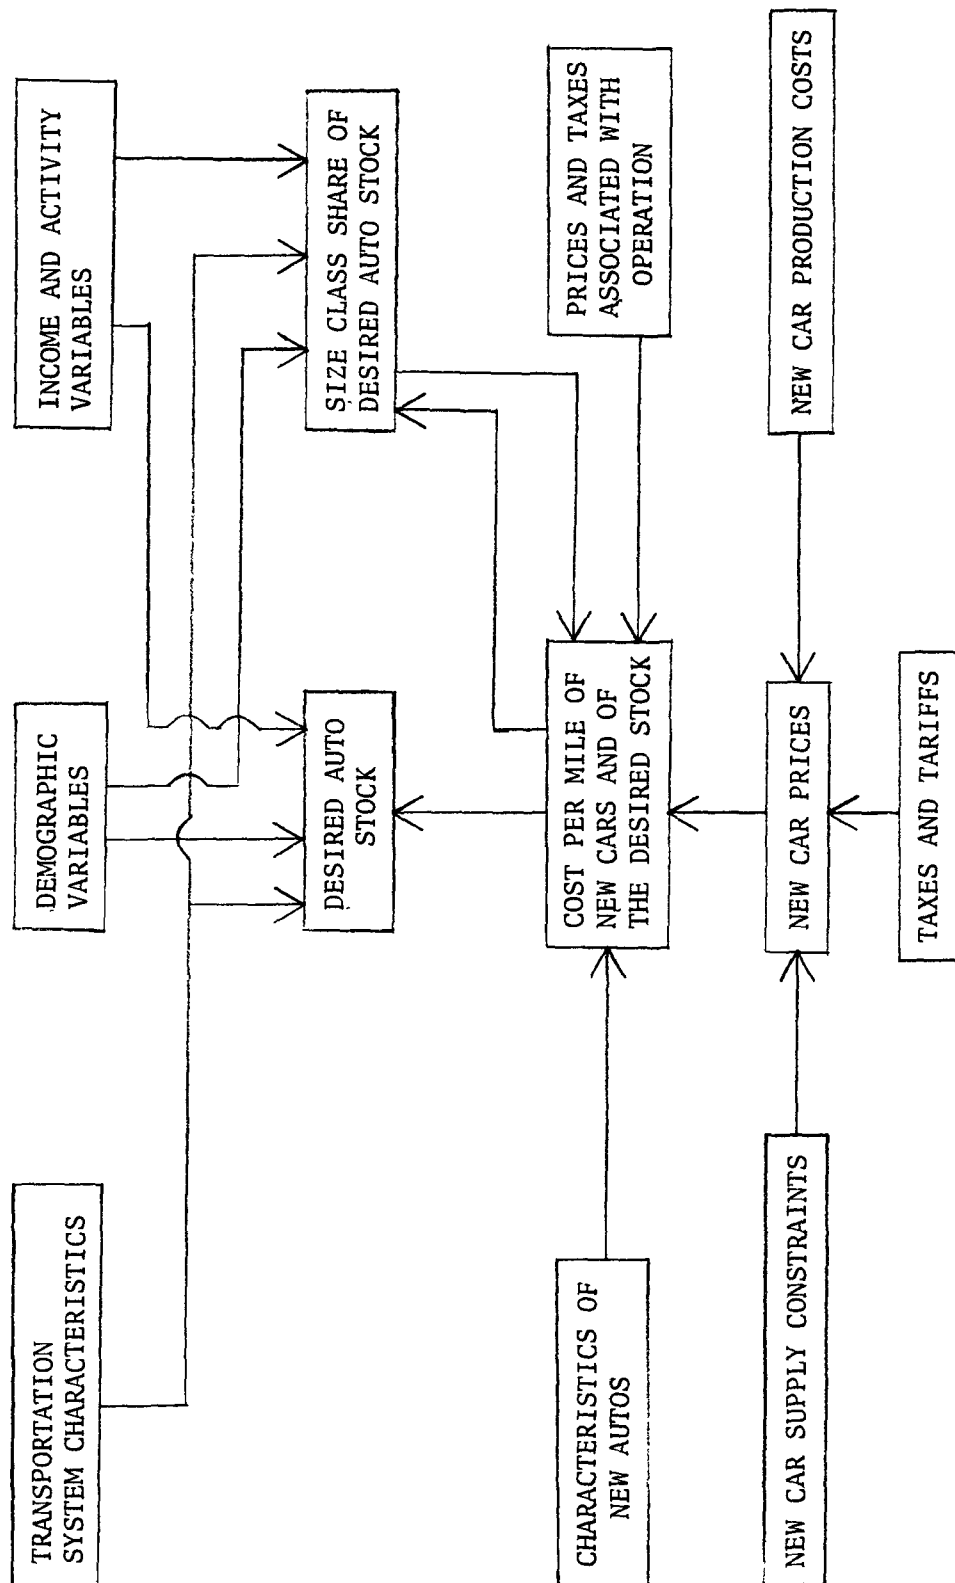 TRANSPORTATION
SYSTEM CHARACTERISTICS
DEMOGRAPHIC
VARIABLES
INCOME AND ACTIVITY
VARIABLES
DESIRED AUTO
STOCK
SIZE CLASS SHARE OF
DESIRED AUTO STOCK
CHARACTERISTICS OF
NEW AUTOS
COST PER MILE OF
NEW CARS AND OF
THE DESIRED STOCK
PRICES AND TAXES
ASSOCIATED WITH
OPERATION
NEW CAR SUPPLY CONSTRAINTS
NEW CAR PRICES
NEW CAR PRODUCTION COSTS
TAXES AND TARIFFS